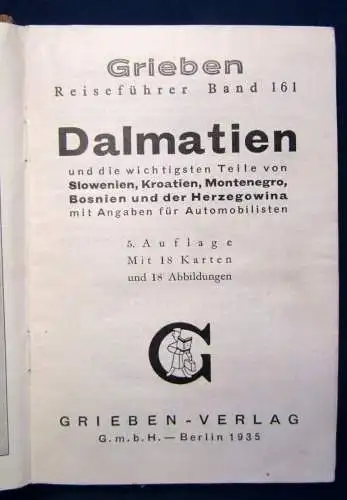 Grieben
Reiseführer Band 161
Dalmatien
und die wichtigsten Teile von
Slowenien, Kroatien, Montenegro,
Bosnien und der Herzegowina
mit Angaben für Automobilisten
5. Auflage
Mit 18 Karten
und 18 Abbildungen
G
GRIEBEN-VERLAG
G.m.b.H. — Berlin 1935